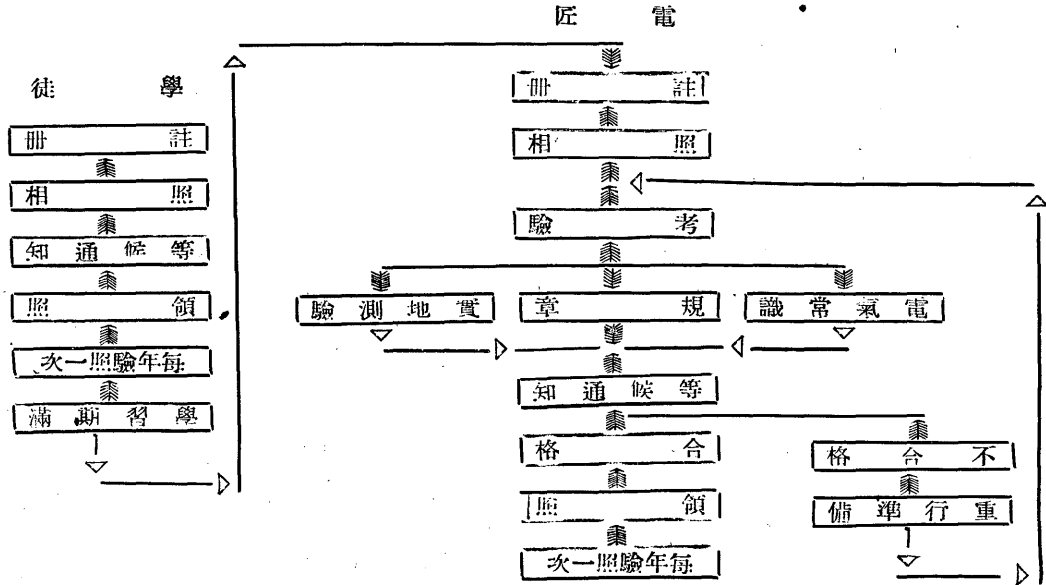 電匠
註冊
照相
考驗
電氣常識
規章
實地測驗
等候通知
合格
領照
每年驗照一次
不合格
重行準備
學徒
註冊
照相
等候通知
領照
每年驗照一次
學習期滿